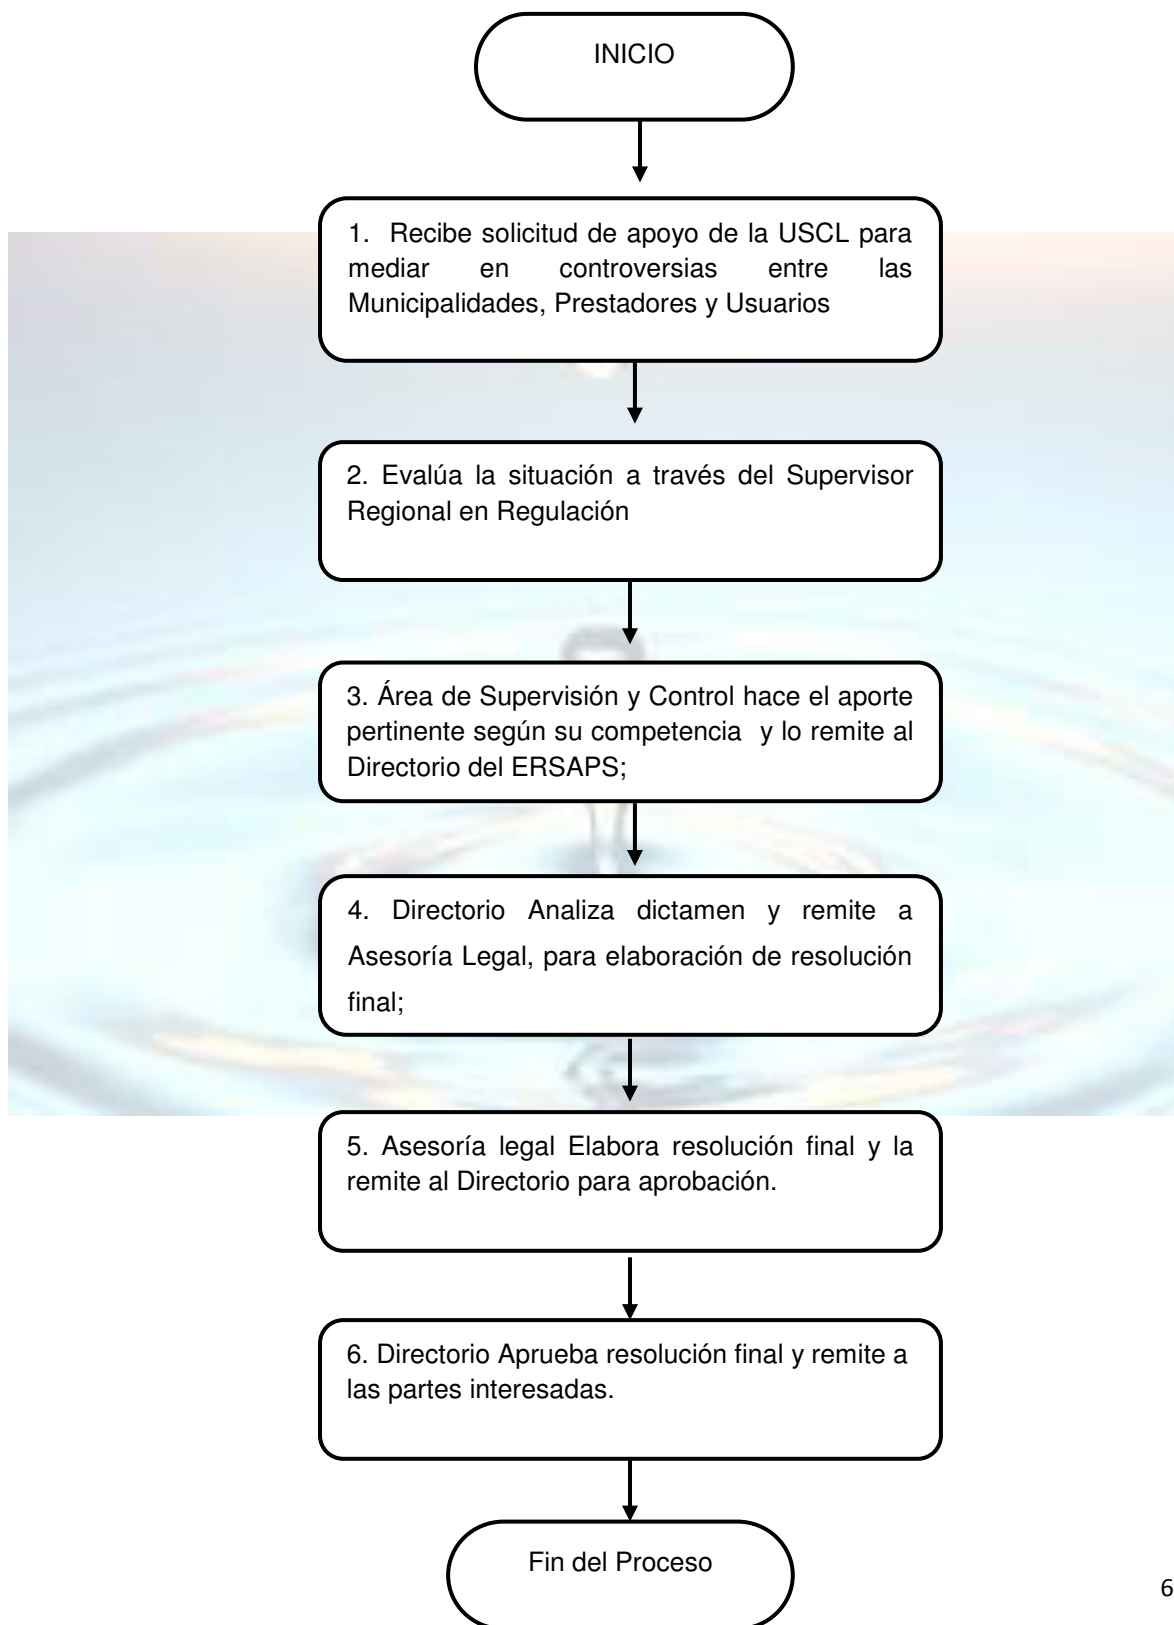 INICIO
1. Recibe solicitud de apoyo de la USCL para
mediar en controversias entre las
Municipalidades, Prestadores y Usuarios
2. Evalúa la situación a través del Supervisor
Regional en Regulación
3. Área de Supervisión y Control hace el aporte
pertinente según su competencia y lo remite al
Directorio del ERSAPS;
4. Directorio Analiza dictamen y remite a
Asesoría Legal, para elaboración de resolución
final;
5. Asesoría legal Elabora resolución final y la
remite al Directorio para aprobación.
6. Directorio Aprueba resolución final y remite a
las partes interesadas.
Fin del Proceso
6